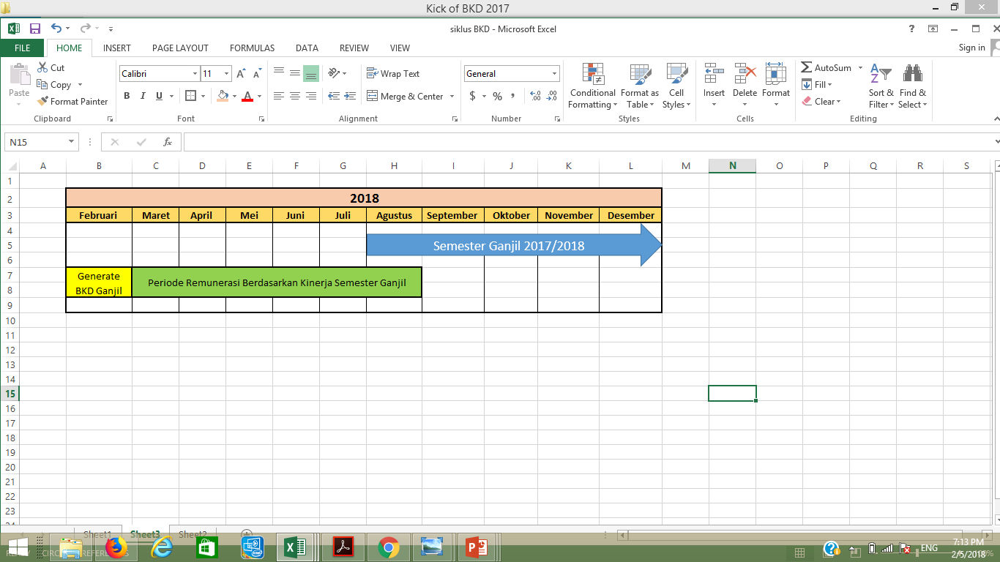 Kick of BKD 2017
siklus BKD - Microsoft Excel
FILE HOME INSERT PAGE LAYOUT FORMULAS DATA REVIEW VIEW Sign in
Cut
Copy
Format Painter
Paste
Clipboard
Calibri 11
B I U
Font
Wrap Text
Merge & Center
Alignment
General
$ % ,
Number
Conditional Formatting
Format as Table
Cell Styles
Styles
Insert Delete Format
Cells
AutoSum
Fill
Clear
Sort & Filter
Find & Select
Editing
N15 fx
A B C D E F G H I J K L M N O P Q R S
1
2 2018
3 Februari Maret April Mei Juni Juli Agustus September Oktober November Desember
4
5 Semester Ganjil 2017/2018
6
7 Generate
8 BKD Ganjil Periode Remunerasi Berdasarkan Kinerja Semester Ganjil
9
10
11
12
13
14
15
16
17
18
19
20
21
22
23
24
Sheet1 Sheet3 Sheet2
ENG
7:13 PM
2/5/2018